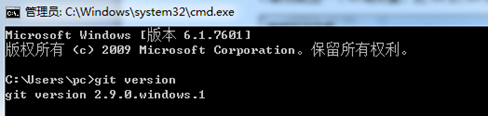 管理员: C:\Windows\system32\cmd.exe
Microsoft Windows [版本 6.1.7601]
版权所有 (c) 2009 Microsoft Corporation。保留所有权利。
C:\Users\pc>git version
git version 2.9.0.windows.1